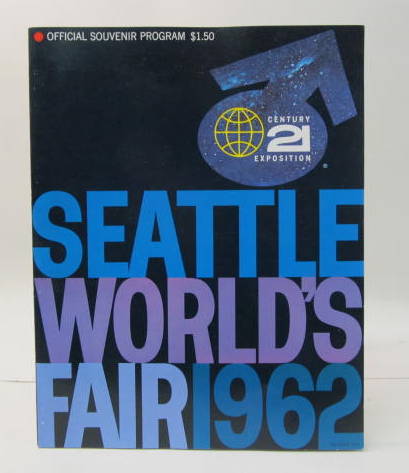 OFFICIAL SOUVENIR PROGRAM $1.50
CENTURY
21
EXPOSITION
®
SEATTLE
WORLD'S
FAIR 1962